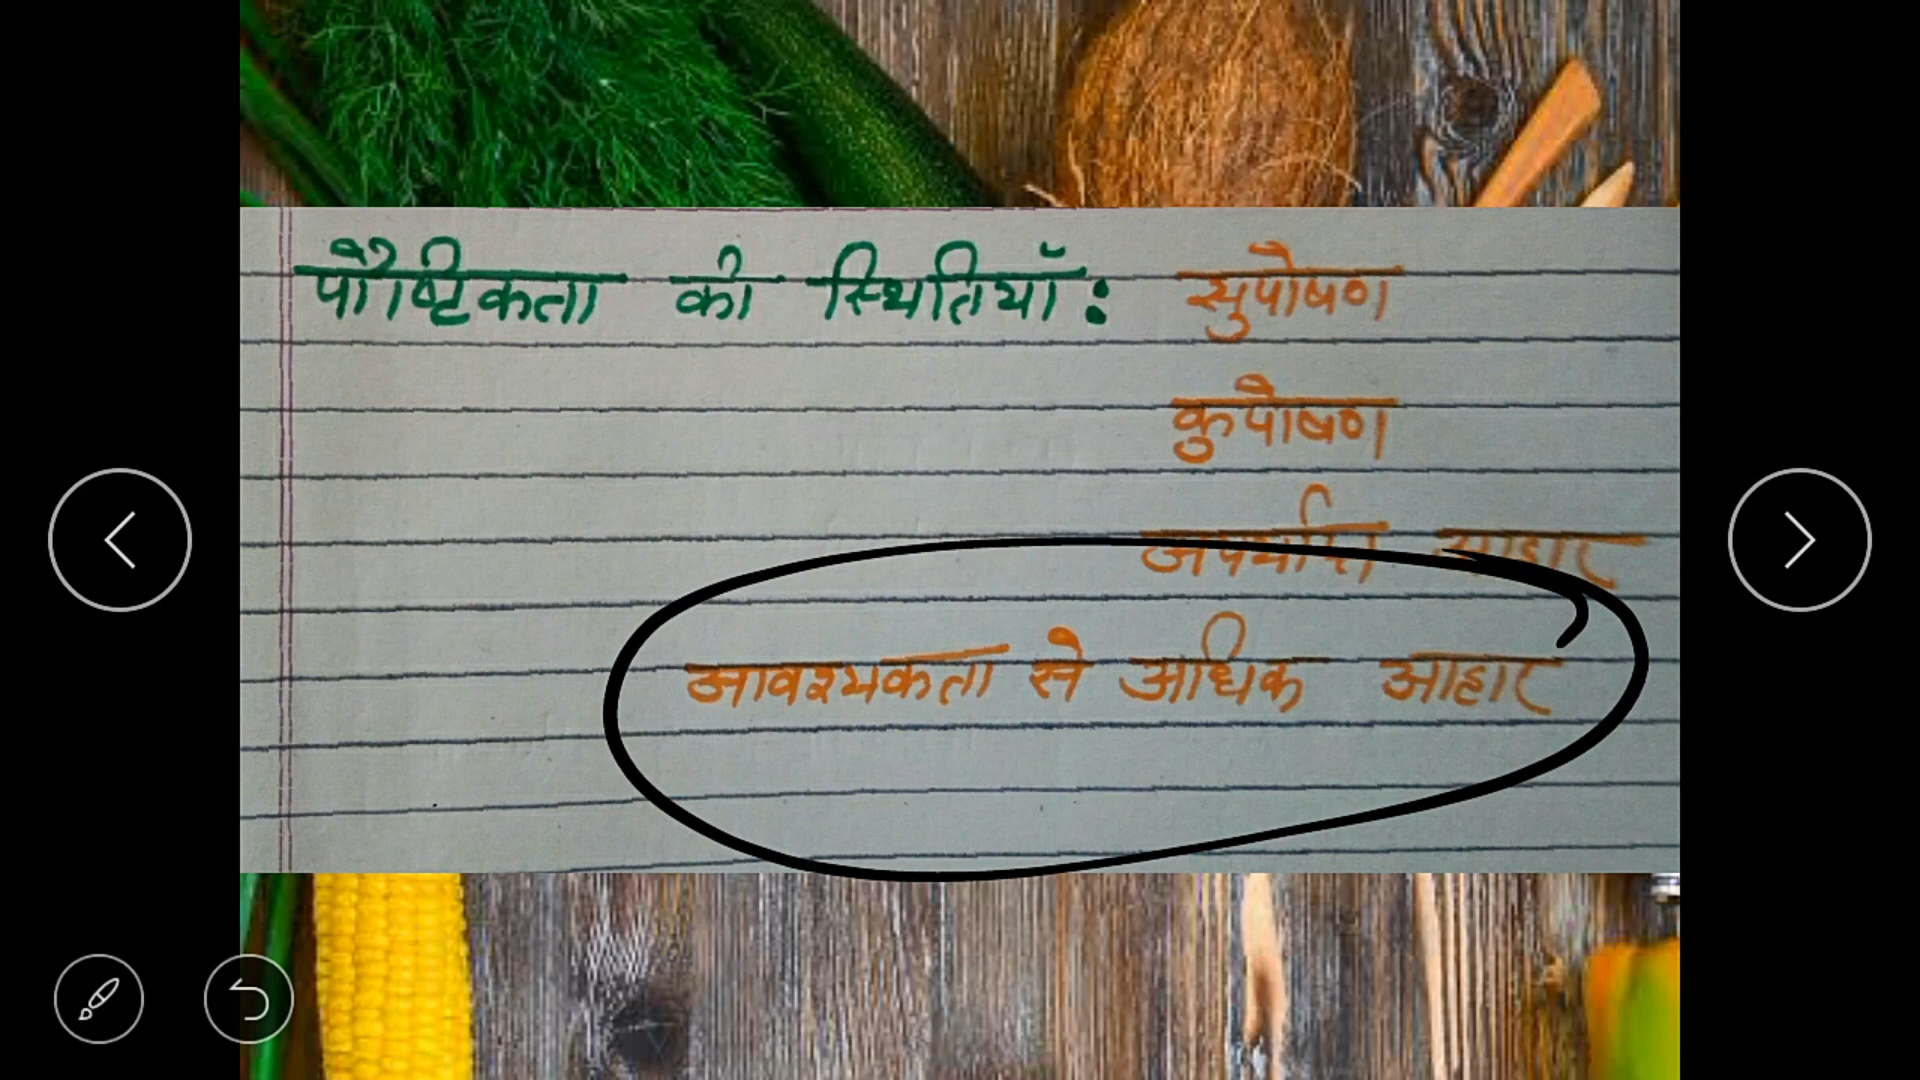 पौष्टिकता की स्थितियाँ: सुपोषण
कुपोषण
अपर्याप्त आहार
आवश्यकता से अधिक आहार